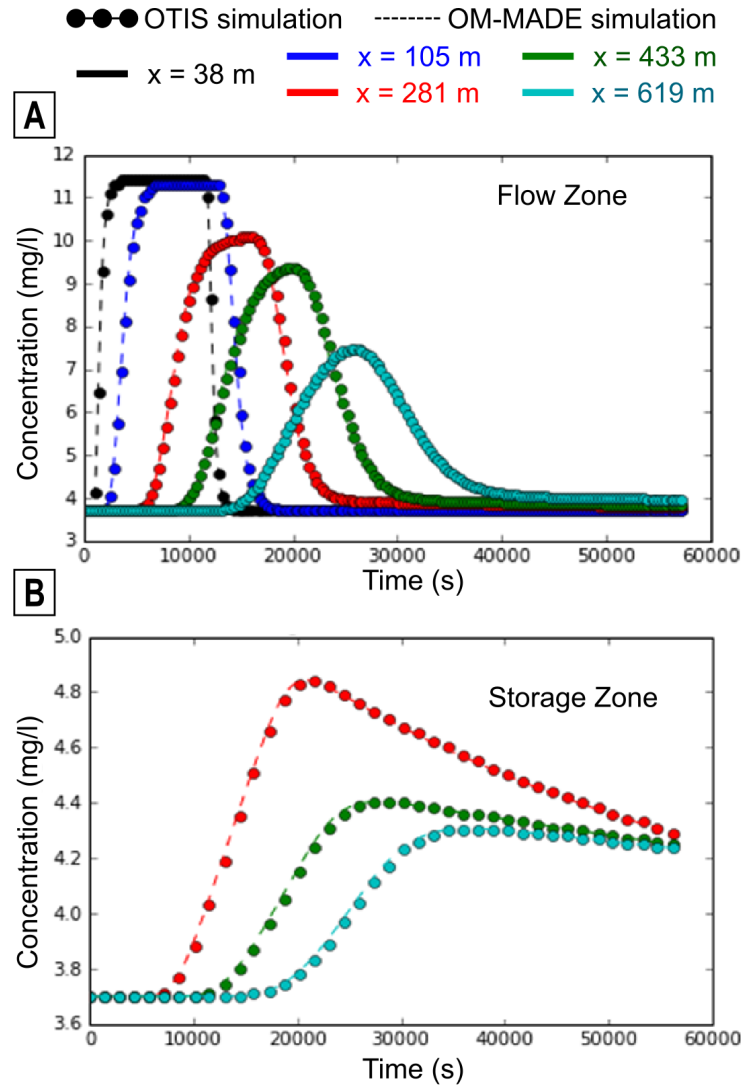 OTIS simulation OM-MADE simulation
x = 38 m x = 105 m x = 433 m
x = 281 m x = 619 m
A
12
11
10
9
8
7
6
5
4
3
Concentration (mg/l)
Flow Zone
0 10000 20000 30000 40000 50000 60000
Time (s)
B
5.0
4.8
4.6
4.4
4.2
4.0
3.8
3.6
Concentration (mg/l)
Storage Zone
0 10000 20000 30000 40000 50000 60000
Time (s)